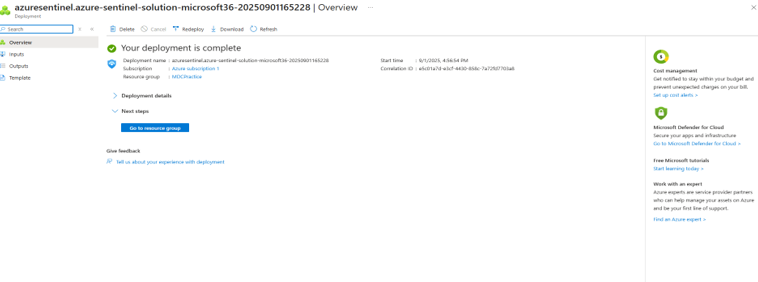 azuresentinel.azure-sentinel-solution-microsoft36-20250901165228 | Overview ...
Deployment
Search
Delete Cancel Redeploy Download Refresh
Overview
Inputs
Outputs
Template
Your deployment is complete
Deployment name : azuresentinel.azure-sentinel-solution-microsoft36-20250901165228
Subscription : Azure subscription 1
Resource group : MDCPractice
Start time : 9/1/2025, 4:56:54 PM
Correlation ID :
Deployment details
Next steps
Go to resource group
Give feedback
Tell us about your experience with deployment
Cost management
Get notified to stay within your budget and
prevent unexpected charges on your bill.
Set up cost alerts >
Microsoft Defender for Cloud
Secure your apps and infrastructure
Go to Microsoft Defender for Cloud >
Free Microsoft tutorials
Start learning today >
Work with an expert
Azure experts are service provider partners
who can help manage your assets on Azure
and be your first line of support.
Find an Azure expert >